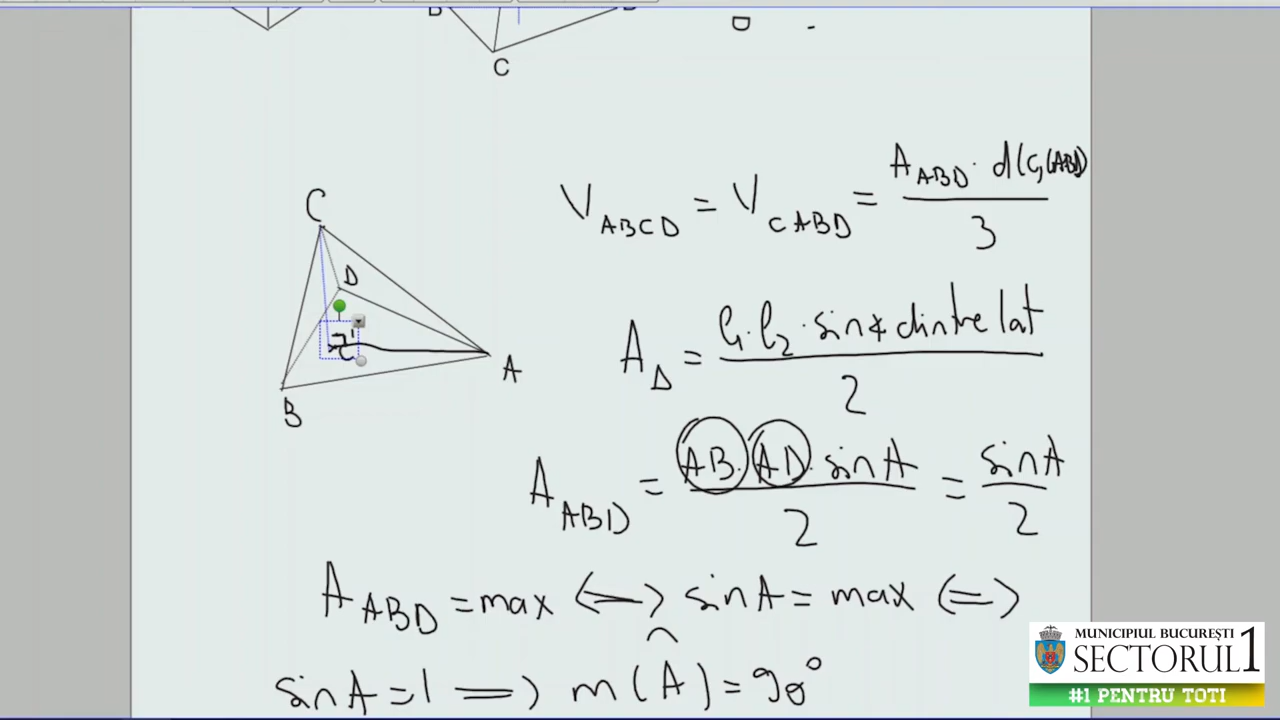 C
C
D
A
B
V_ABCD = V_CABD = A_ABD · d(C,(ABD) / 3
A_Δ = l₁·l₂·sin∢ dintre lat / 2
A_ABD = AB·AD·sinA / 2 = sinA / 2
A_ABD = max ⟺ sinA = max ⟺
sinA = 1 ⟹ m(Â) = 90°
MUNICIPIUL BUCUREȘTI
SECTORUL 1
#1 PENTRU TOTI